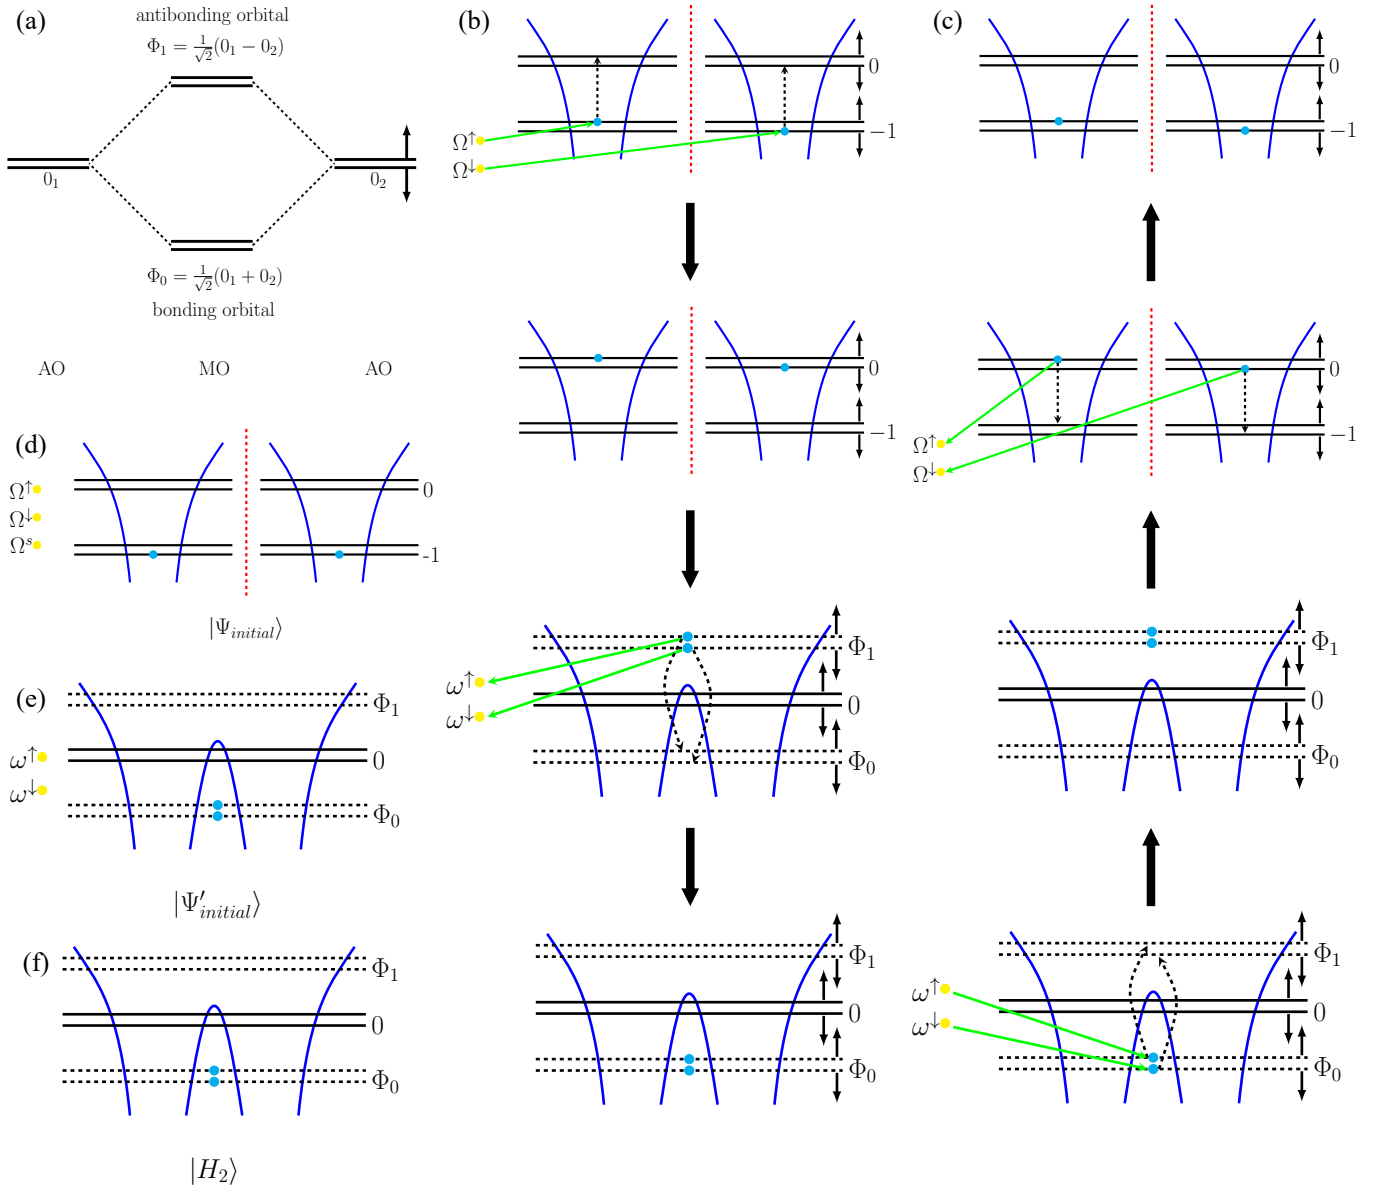 (a)
antibonding orbital
Φ₁ = 1/√2(0₁ − 0₂)
0₁
0₂
Φ₀ = 1/√2(0₁ + 0₂)
bonding orbital
AO
MO
AO
(b)
0
−1
Ω↑
Ω↓
0
−1
Φ₁
0
Φ₀
ω↑
ω↓
Φ₁
0
Φ₀
(c)
0
−1
0
−1
Ω↑
Ω↓
Φ₁
0
Φ₀
Φ₁
0
Φ₀
ω↑
ω↓
(d)
Ω↑
Ω↓
Ωˢ
0
-1
|Ψ_initial⟩
(e)
Φ₁
0
Φ₀
ω↑
ω↓
|Ψ′_initial⟩
(f)
Φ₁
0
Φ₀
|H₂⟩